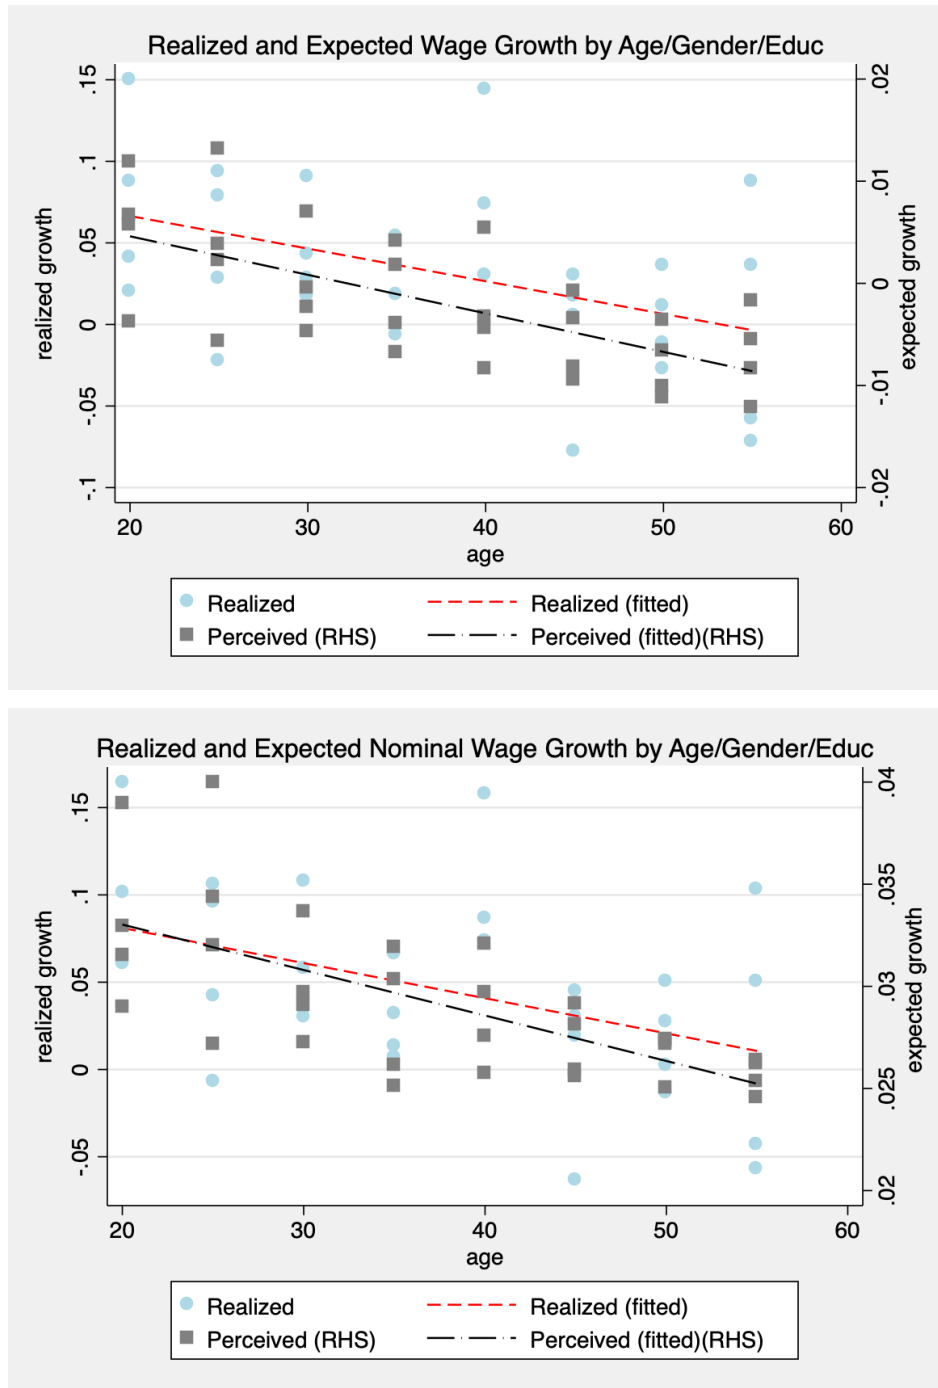 Realized and Expected Wage Growth by Age/Gender/Educ
.15
.1
.05
0
-.05
-.1
realized growth
.02
.01
0
-.01
-.02
expected growth
20 30 40 50 60
age
Realized Realized (fitted)
Perceived (RHS) Perceived (fitted)(RHS)
Realized and Expected Nominal Wage Growth by Age/Gender/Educ
.15
.1
.05
0
-.05
realized growth
.04
.035
.03
.025
.02
expected growth
20 30 40 50 60
age
Realized Realized (fitted)
Perceived (RHS) Perceived (fitted)(RHS)